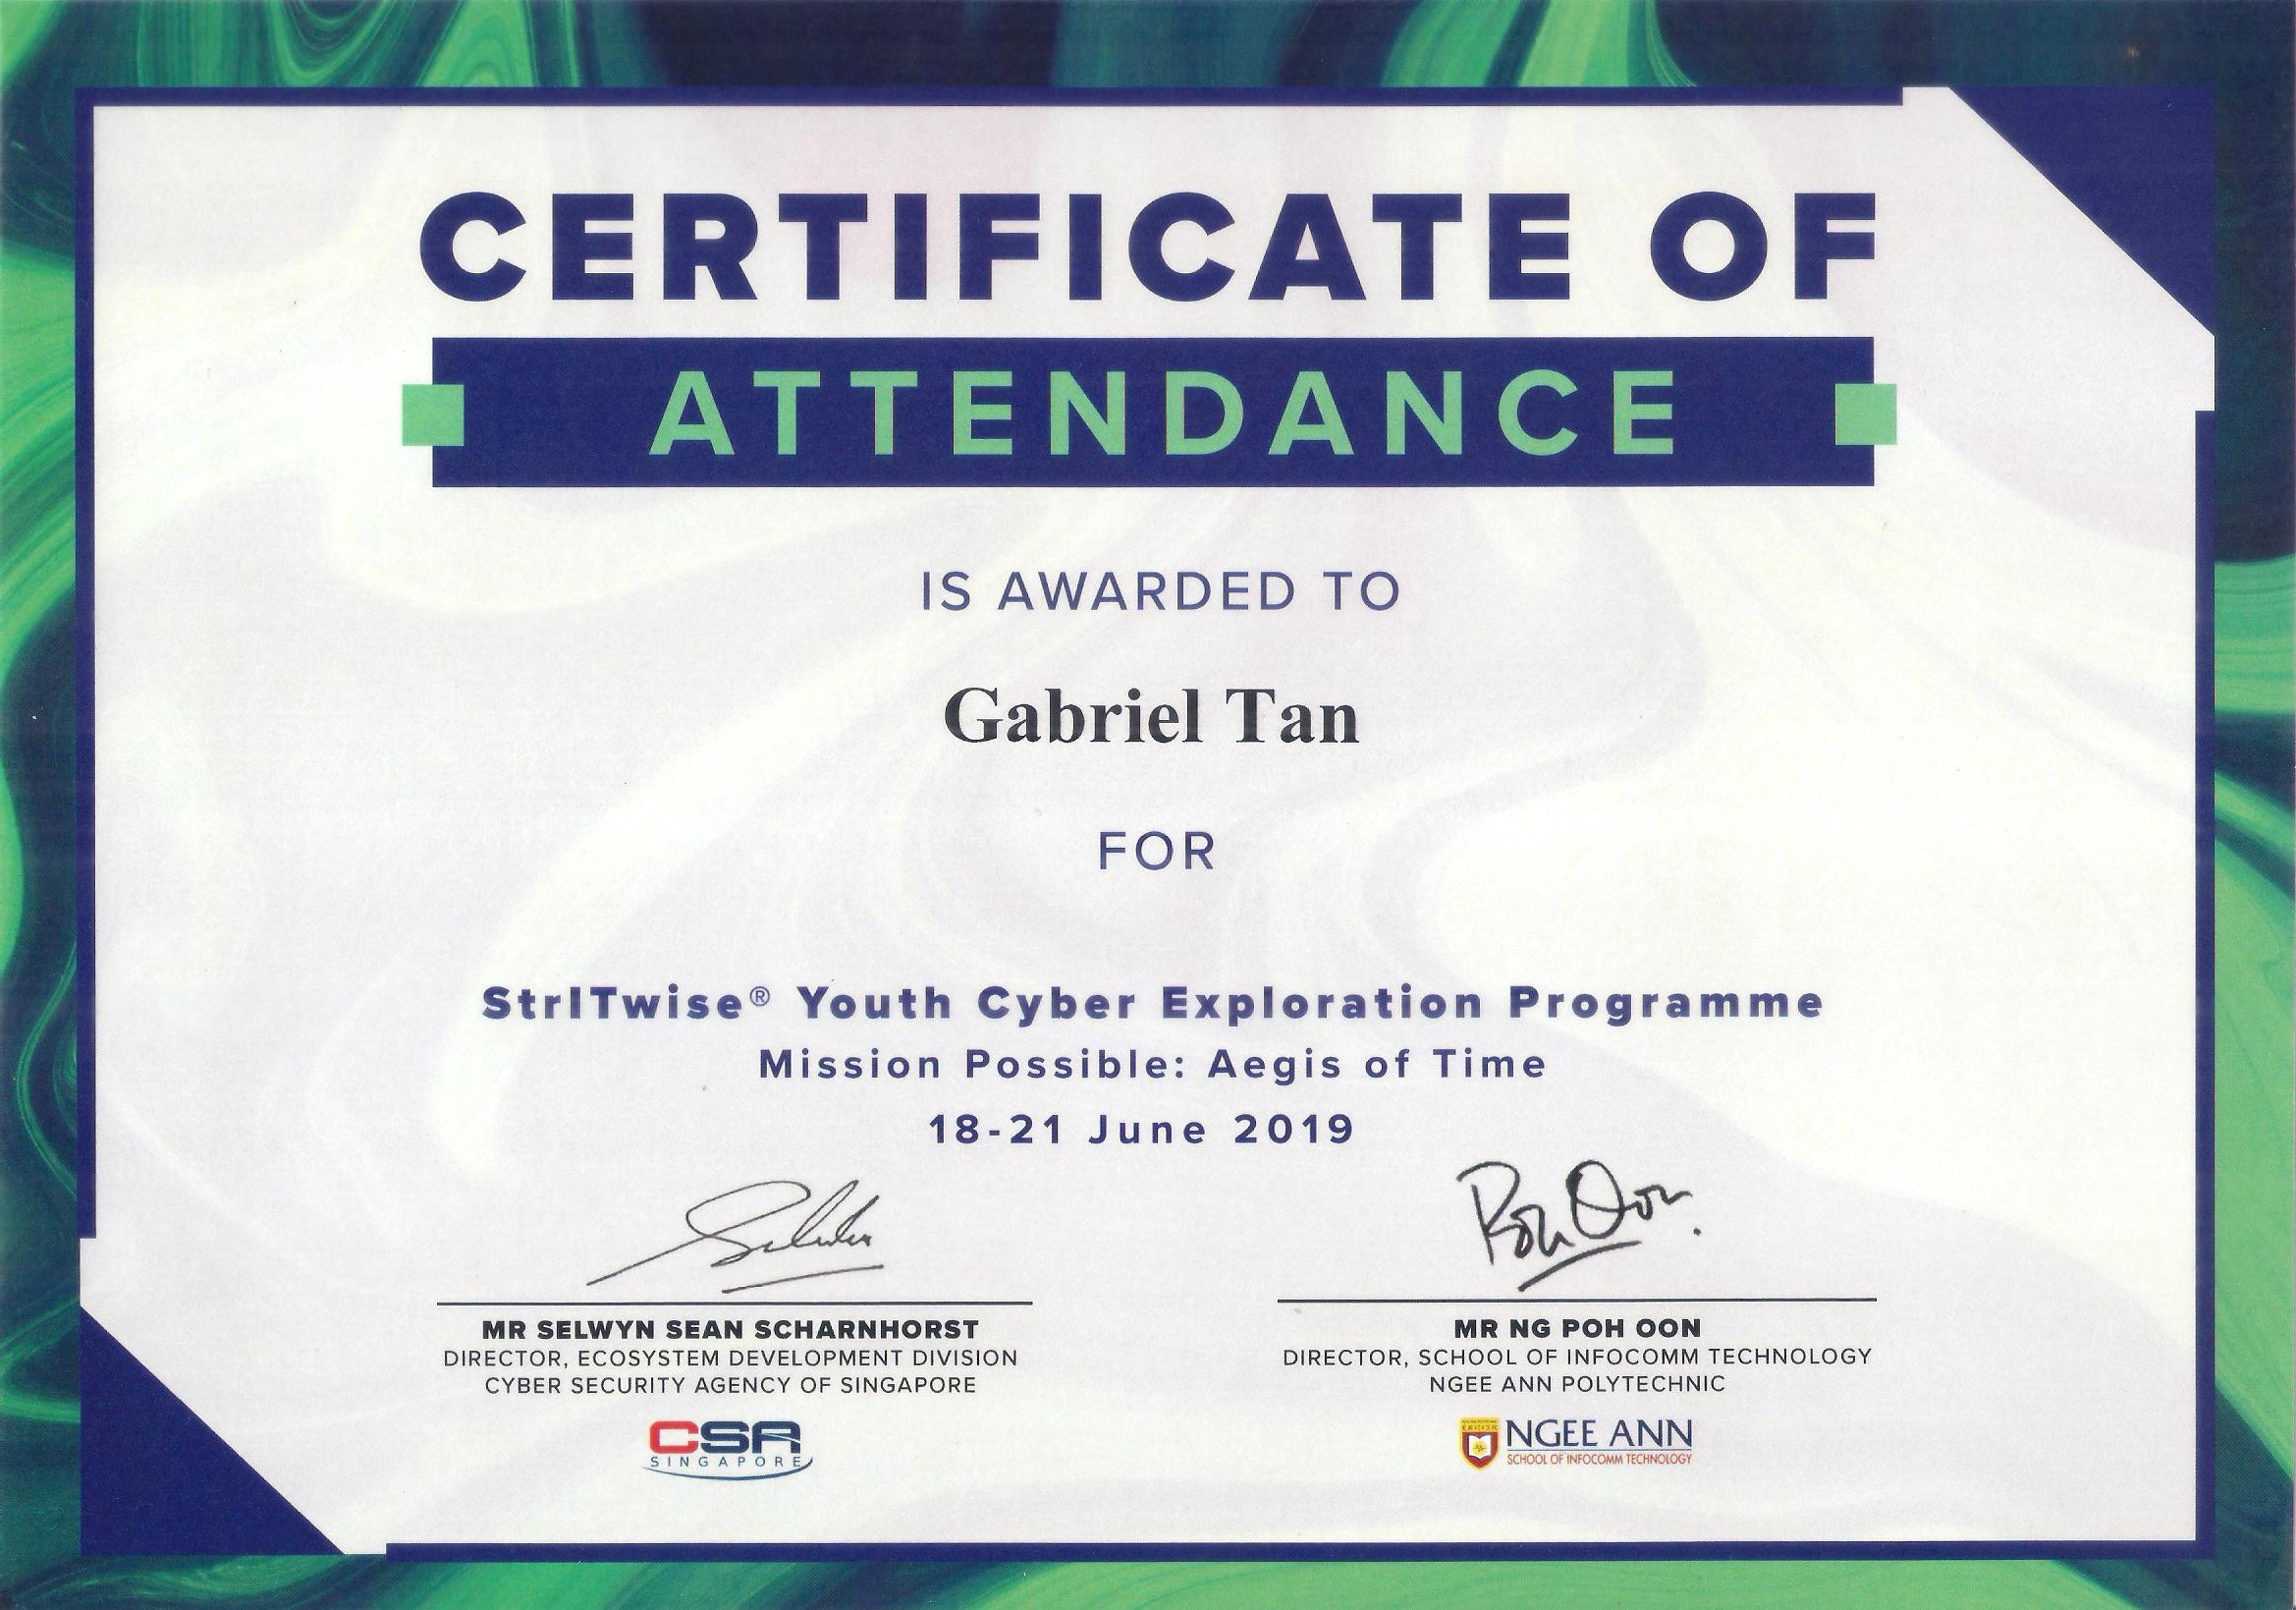 CERTIFICATE OF
ATTENDANCE
IS AWARDED TO
Gabriel Tan
FOR
StrITwise® Youth Cyber Exploration Programme
Mission Possible: Aegis of Time
18-21 June 2019
Poh Oon.
MR SELWYN SEAN SCHARNHORST
DIRECTOR, ECOSYSTEM DEVELOPMENT DIVISION
CYBER SECURITY AGENCY OF SINGAPORE
CSA
SINGAPORE
MR NG POH OON
DIRECTOR, SCHOOL OF INFOCOMM TECHNOLOGY
NGEE ANN POLYTECHNIC
NGEE ANN
SCHOOL OF INFOCOMM TECHNOLOGY